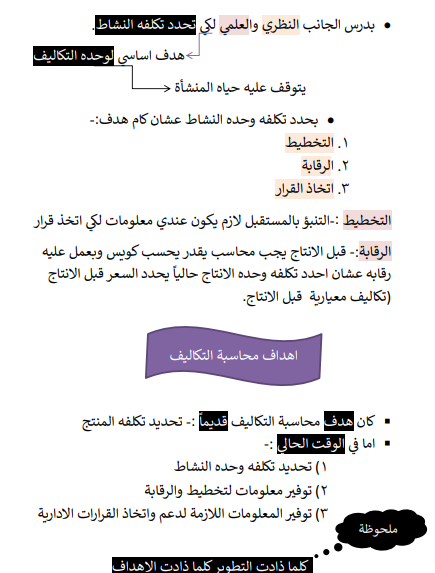 ● بدرس الجانب النظري والعلمي لكي تحدد تكلفه النشاط.
هدف اساسي لوحده التكاليف
يتوقف عليه حياه المنشأة
● بحدد تكلفه وحده النشاط عشان كام هدف:-
١. التخطيط
٢. الرقابة
٣. اتخاذ القرار
التخطيط :-التنبؤ بالمستقبل لازم يكون عندي معلومات لكي اتخذ قرار
الرقابة:- قبل الانتاج يجب محاسب يقدر يحسب كويس وبعمل عليه
رقابه عشان احدد تكلفه وحده الانتاج حالياً يحدد السعر قبل الانتاج
(تكاليف معيارية قبل الانتاج.
اهداف محاسبة التكاليف
▪ كان هدف محاسبة التكاليف قديماً :- تحديد تكلفه المنتج
▪ اما في الوقت الحالي :-
١) تحديد تكلفه وحده النشاط
٢) توفير معلومات لتخطيط والرقابة
٣) توفير المعلومات اللازمة لدعم واتخاذ القرارات الادارية
ملحوظة
كلما ذادت التطوير كلما ذادت الاهداف